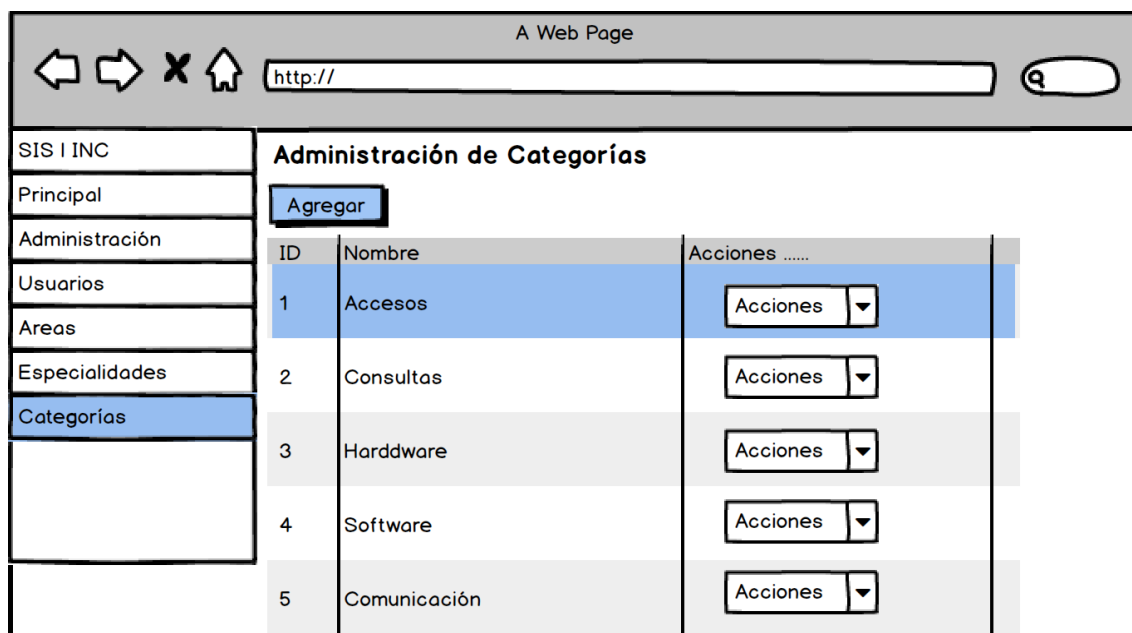 A Web Page
http://
SIS I INC
Principal
Administración
Usuarios
Areas
Especialidades
Categorías
Administración de Categorías
Agregar
ID Nombre Acciones ......
1 Accesos Acciones
2 Consultas Acciones
3 Harddware Acciones
4 Software Acciones
5 Comunicación Acciones